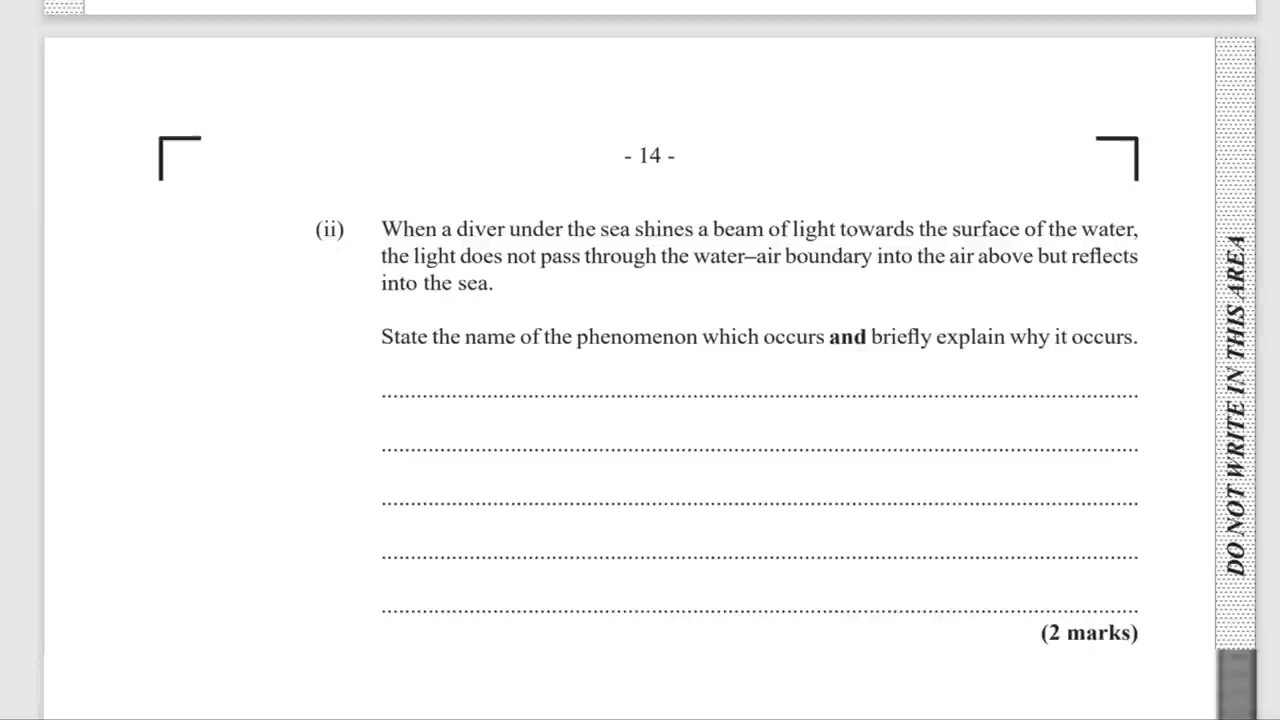 - 14 -
(ii) When a diver under the sea shines a beam of light towards the surface of the water,
the light does not pass through the water–air boundary into the air above but reflects
into the sea.
State the name of the phenomenon which occurs and briefly explain why it occurs.
(2 marks)
DO NOT WRITE IN THIS AREA